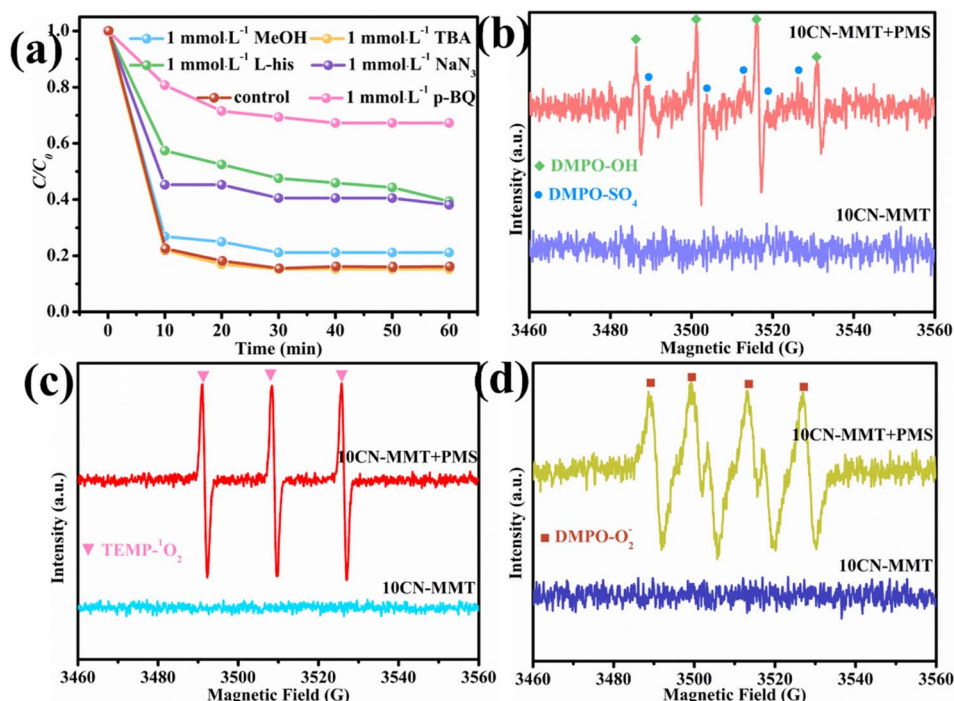 (a)
1 mmol·L⁻¹ MeOH
1 mmol·L⁻¹ TBA
1 mmol·L⁻¹ L-his
1 mmol·L⁻¹ NaN₃
control
1 mmol·L⁻¹ p-BQ
C/C₀
1.0
0.8
0.6
0.4
0.2
0.0
0 10 20 30 40 50 60
Time (min)
(b)
10CN-MMT+PMS
DMPO-OH
DMPO-SO₄
10CN-MMT
Intensity (a.u.)
3460 3480 3500 3520 3540 3560
Magnetic Field (G)
(c)
10CN-MMT+PMS
TEMP-¹O₂
10CN-MMT
Intensity (a.u.)
3460 3480 3500 3520 3540 3560
Magnetic Field (G)
(d)
10CN-MMT+PMS
DMPO-O₂⁻
10CN-MMT
Intensity (a.u.)
3460 3480 3500 3520 3540 3560
Magnetic Field (G)